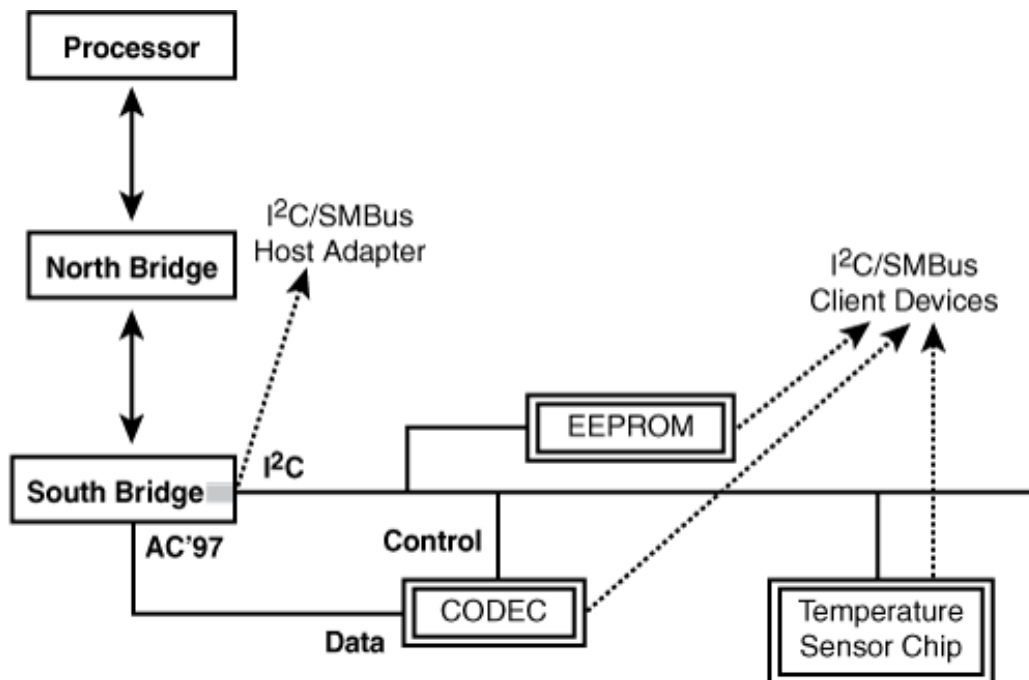 Processor
I²C/SMBus
Host Adapter
North Bridge
I²C/SMBus
Client Devices
EEPROM
I²C
South Bridge
AC'97
Control
CODEC
Data
Temperature
Sensor Chip